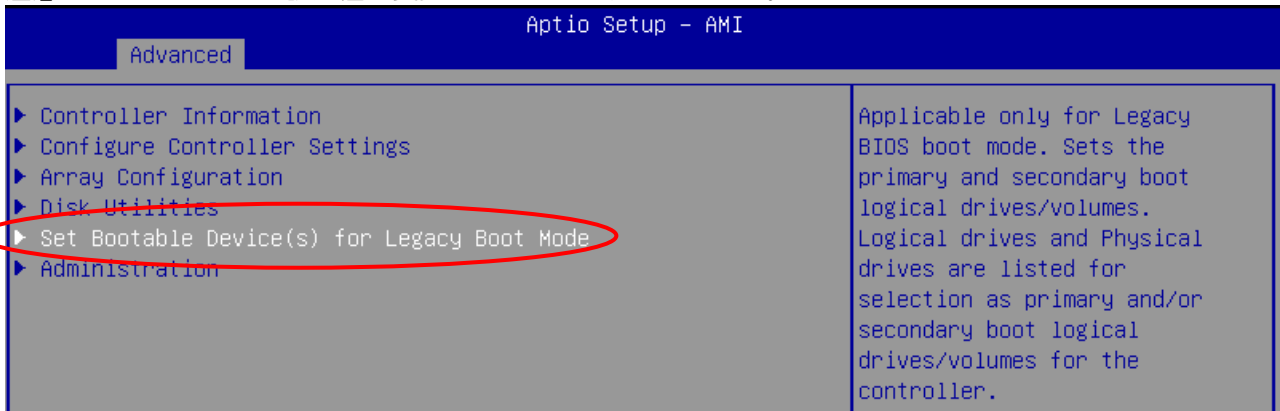 Aptio Setup – AMI
Advanced
Controller Information
Configure Controller Settings
Array Configuration
Disk Utilities
Set Bootable Device(s) for Legacy Boot Mode
Administration
Applicable only for Legacy
BIOS boot mode. Sets the
primary and secondary boot
logical drives/volumes.
Logical drives and Physical
drives are listed for
selection as primary and/or
secondary boot logical
drives/volumes for the
controller.